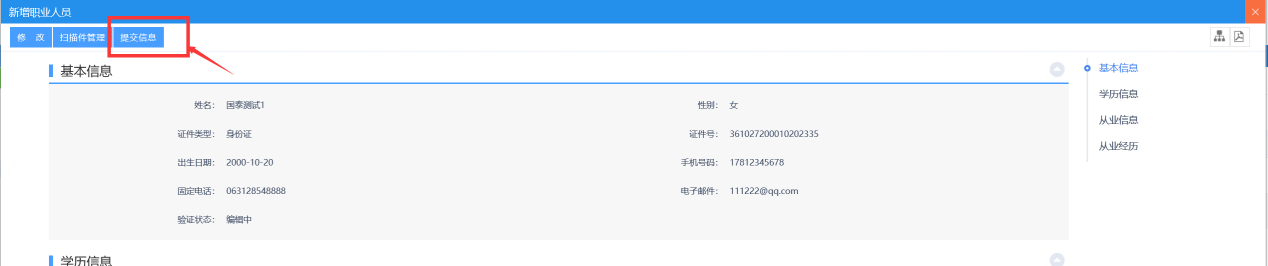 新增职业人员
修 改 扫描件管理 提交信息
基本信息
基本信息
学历信息
从业信息
从业经历
姓名: 国泰测试1 性别: 女
证件类型: 身份证 证件号: 361027200010202335
出生日期: 2000-10-20 手机号码: 17812345678
固定电话: 063128548888 电子邮件: 111222@qq.com
验证状态: 编辑中
学历信息